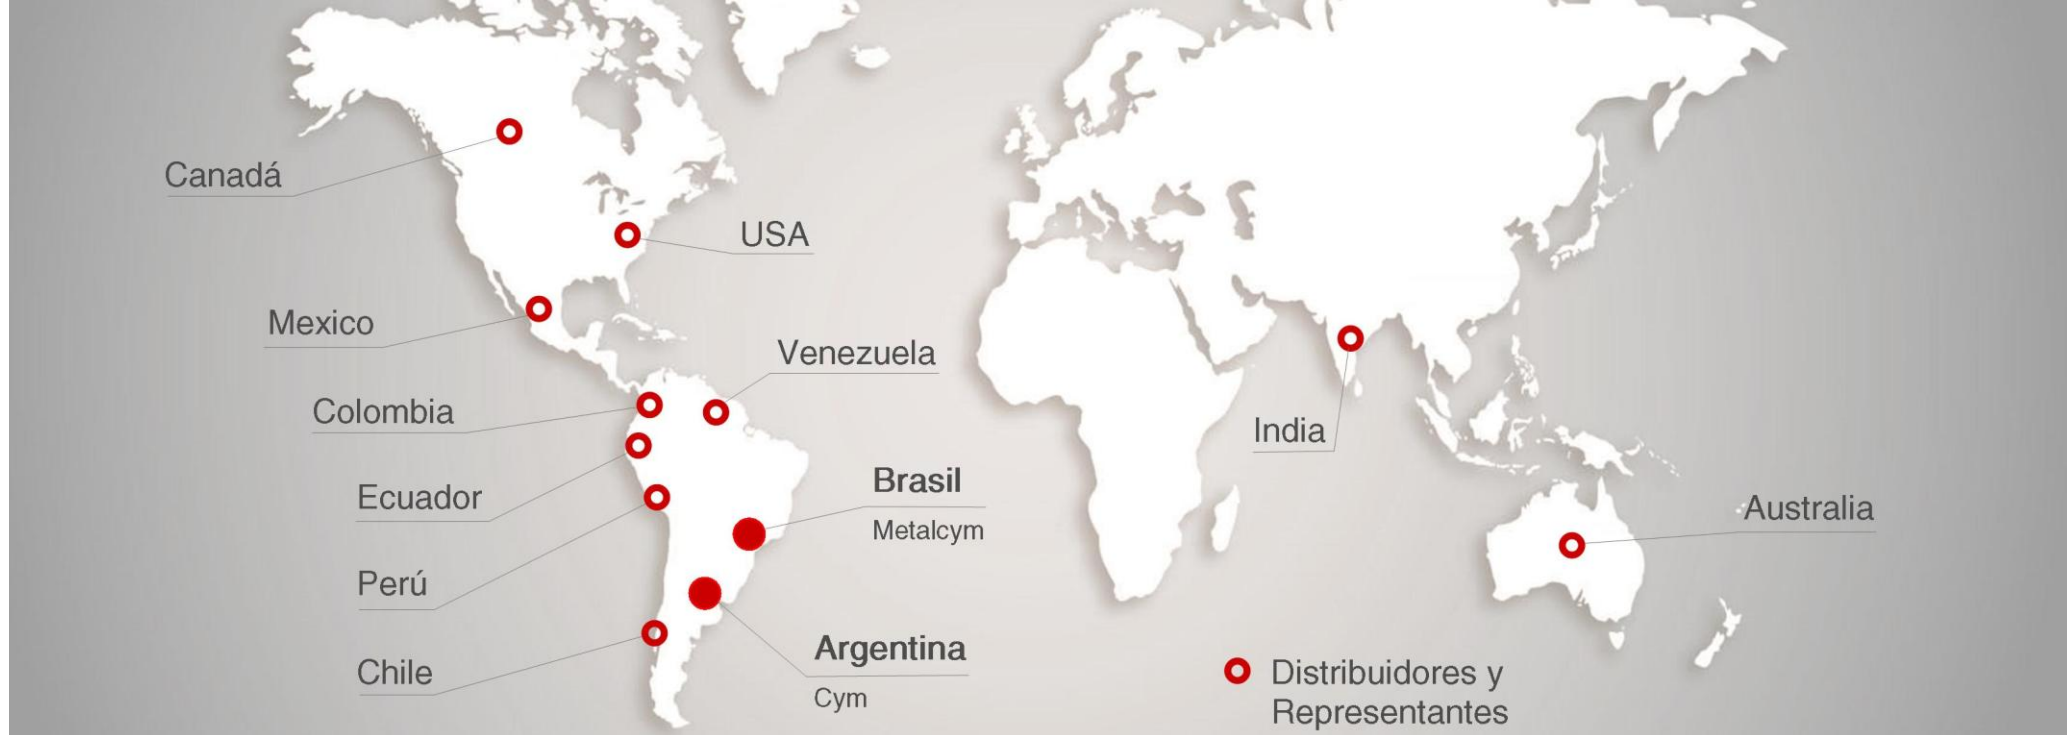 Canadá
USA
Mexico
Venezuela
Colombia
India
Brasil
Metalcym
Ecuador
Australia
Perú
Argentina
Cym
Chile
Distribuidores y
Representantes